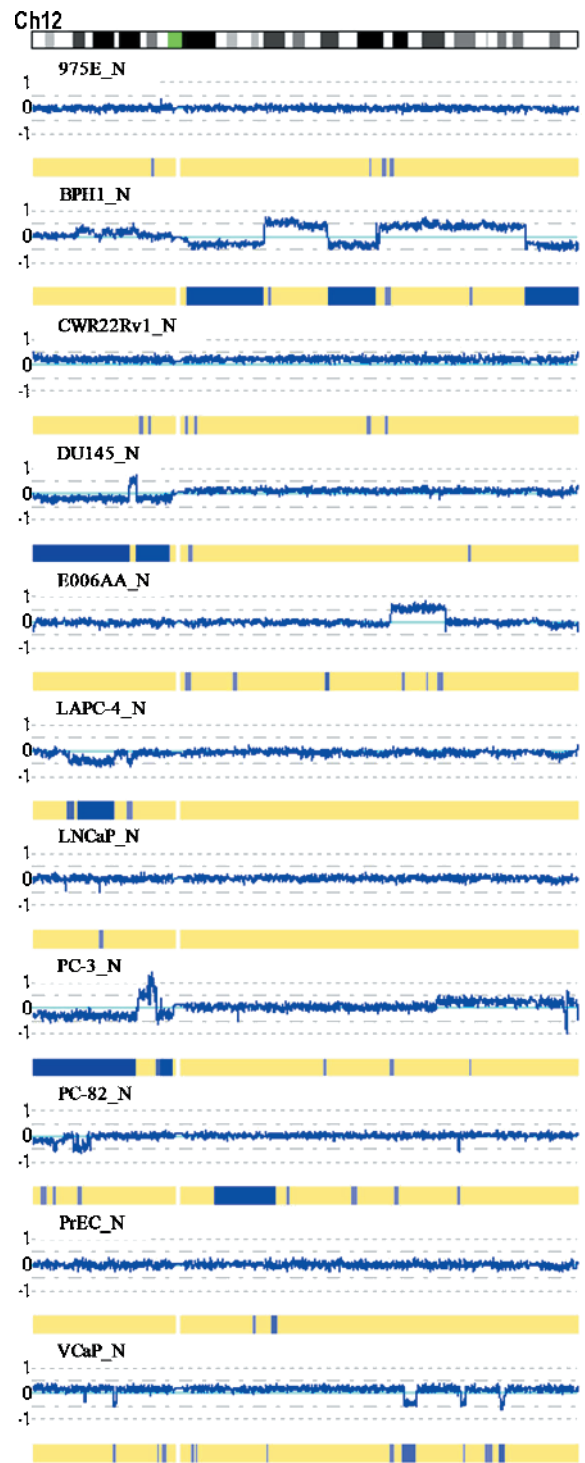 Ch12
975E_N
1
0
-1
BPH1_N
1
0
-1
CWR22Rv1_N
1
0
-1
DU145_N
1
0
-1
E006AA_N
1
0
-1
LAPC-4_N
1
0
-1
LNCaP_N
1
0
-1
PC-3_N
1
0
-1
PC-82_N
1
0
-1
PrEC_N
1
0
-1
VCaP_N
1
0
-1